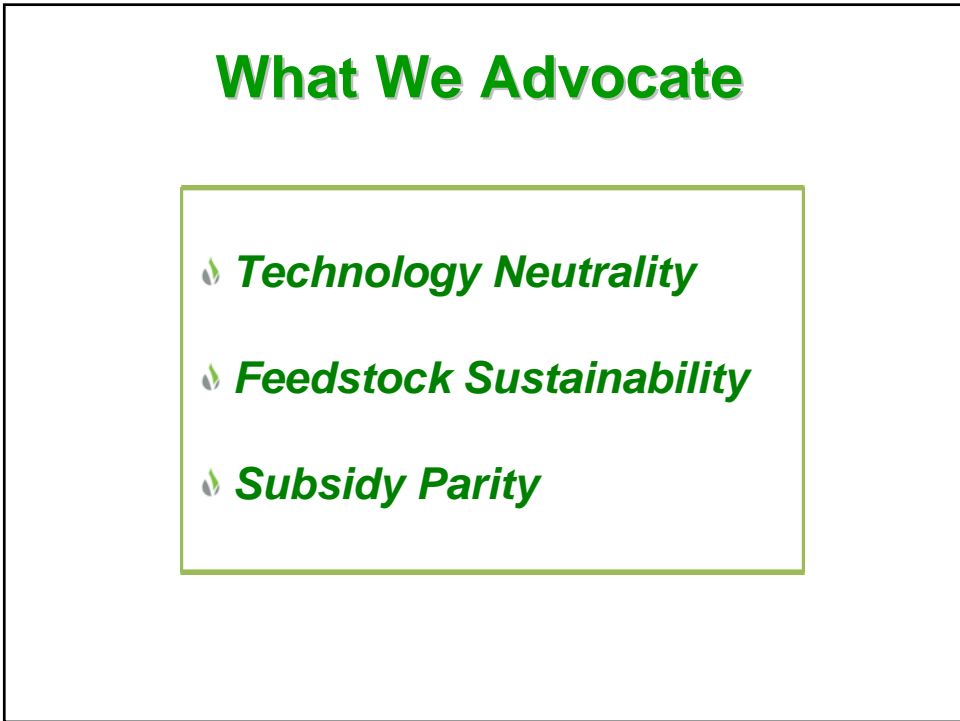 What We Advocate
Technology Neutrality
Feedstock Sustainability
Subsidy Parity